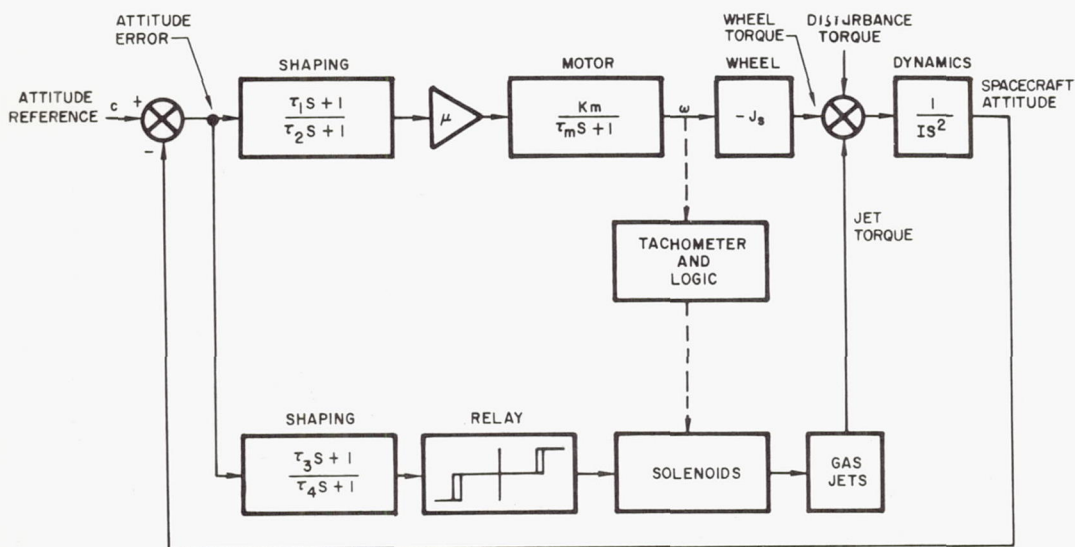 ATTITUDE
ERROR
WHEEL
TORQUE
DISTURBANCE
TORQUE
SHAPING
MOTOR
WHEEL
DYNAMICS
SPACECRAFT
ATTITUDE
ATTITUDE
REFERENCE
c
+
-
τ₁S + 1
τ₂S + 1
μ
Km
τmS + 1
ω
- Js
1
IS²
TACHOMETER
AND
LOGIC
JET
TORQUE
SHAPING
RELAY
τ₃S + 1
τ₄S + 1
SOLENOIDS
GAS
JETS